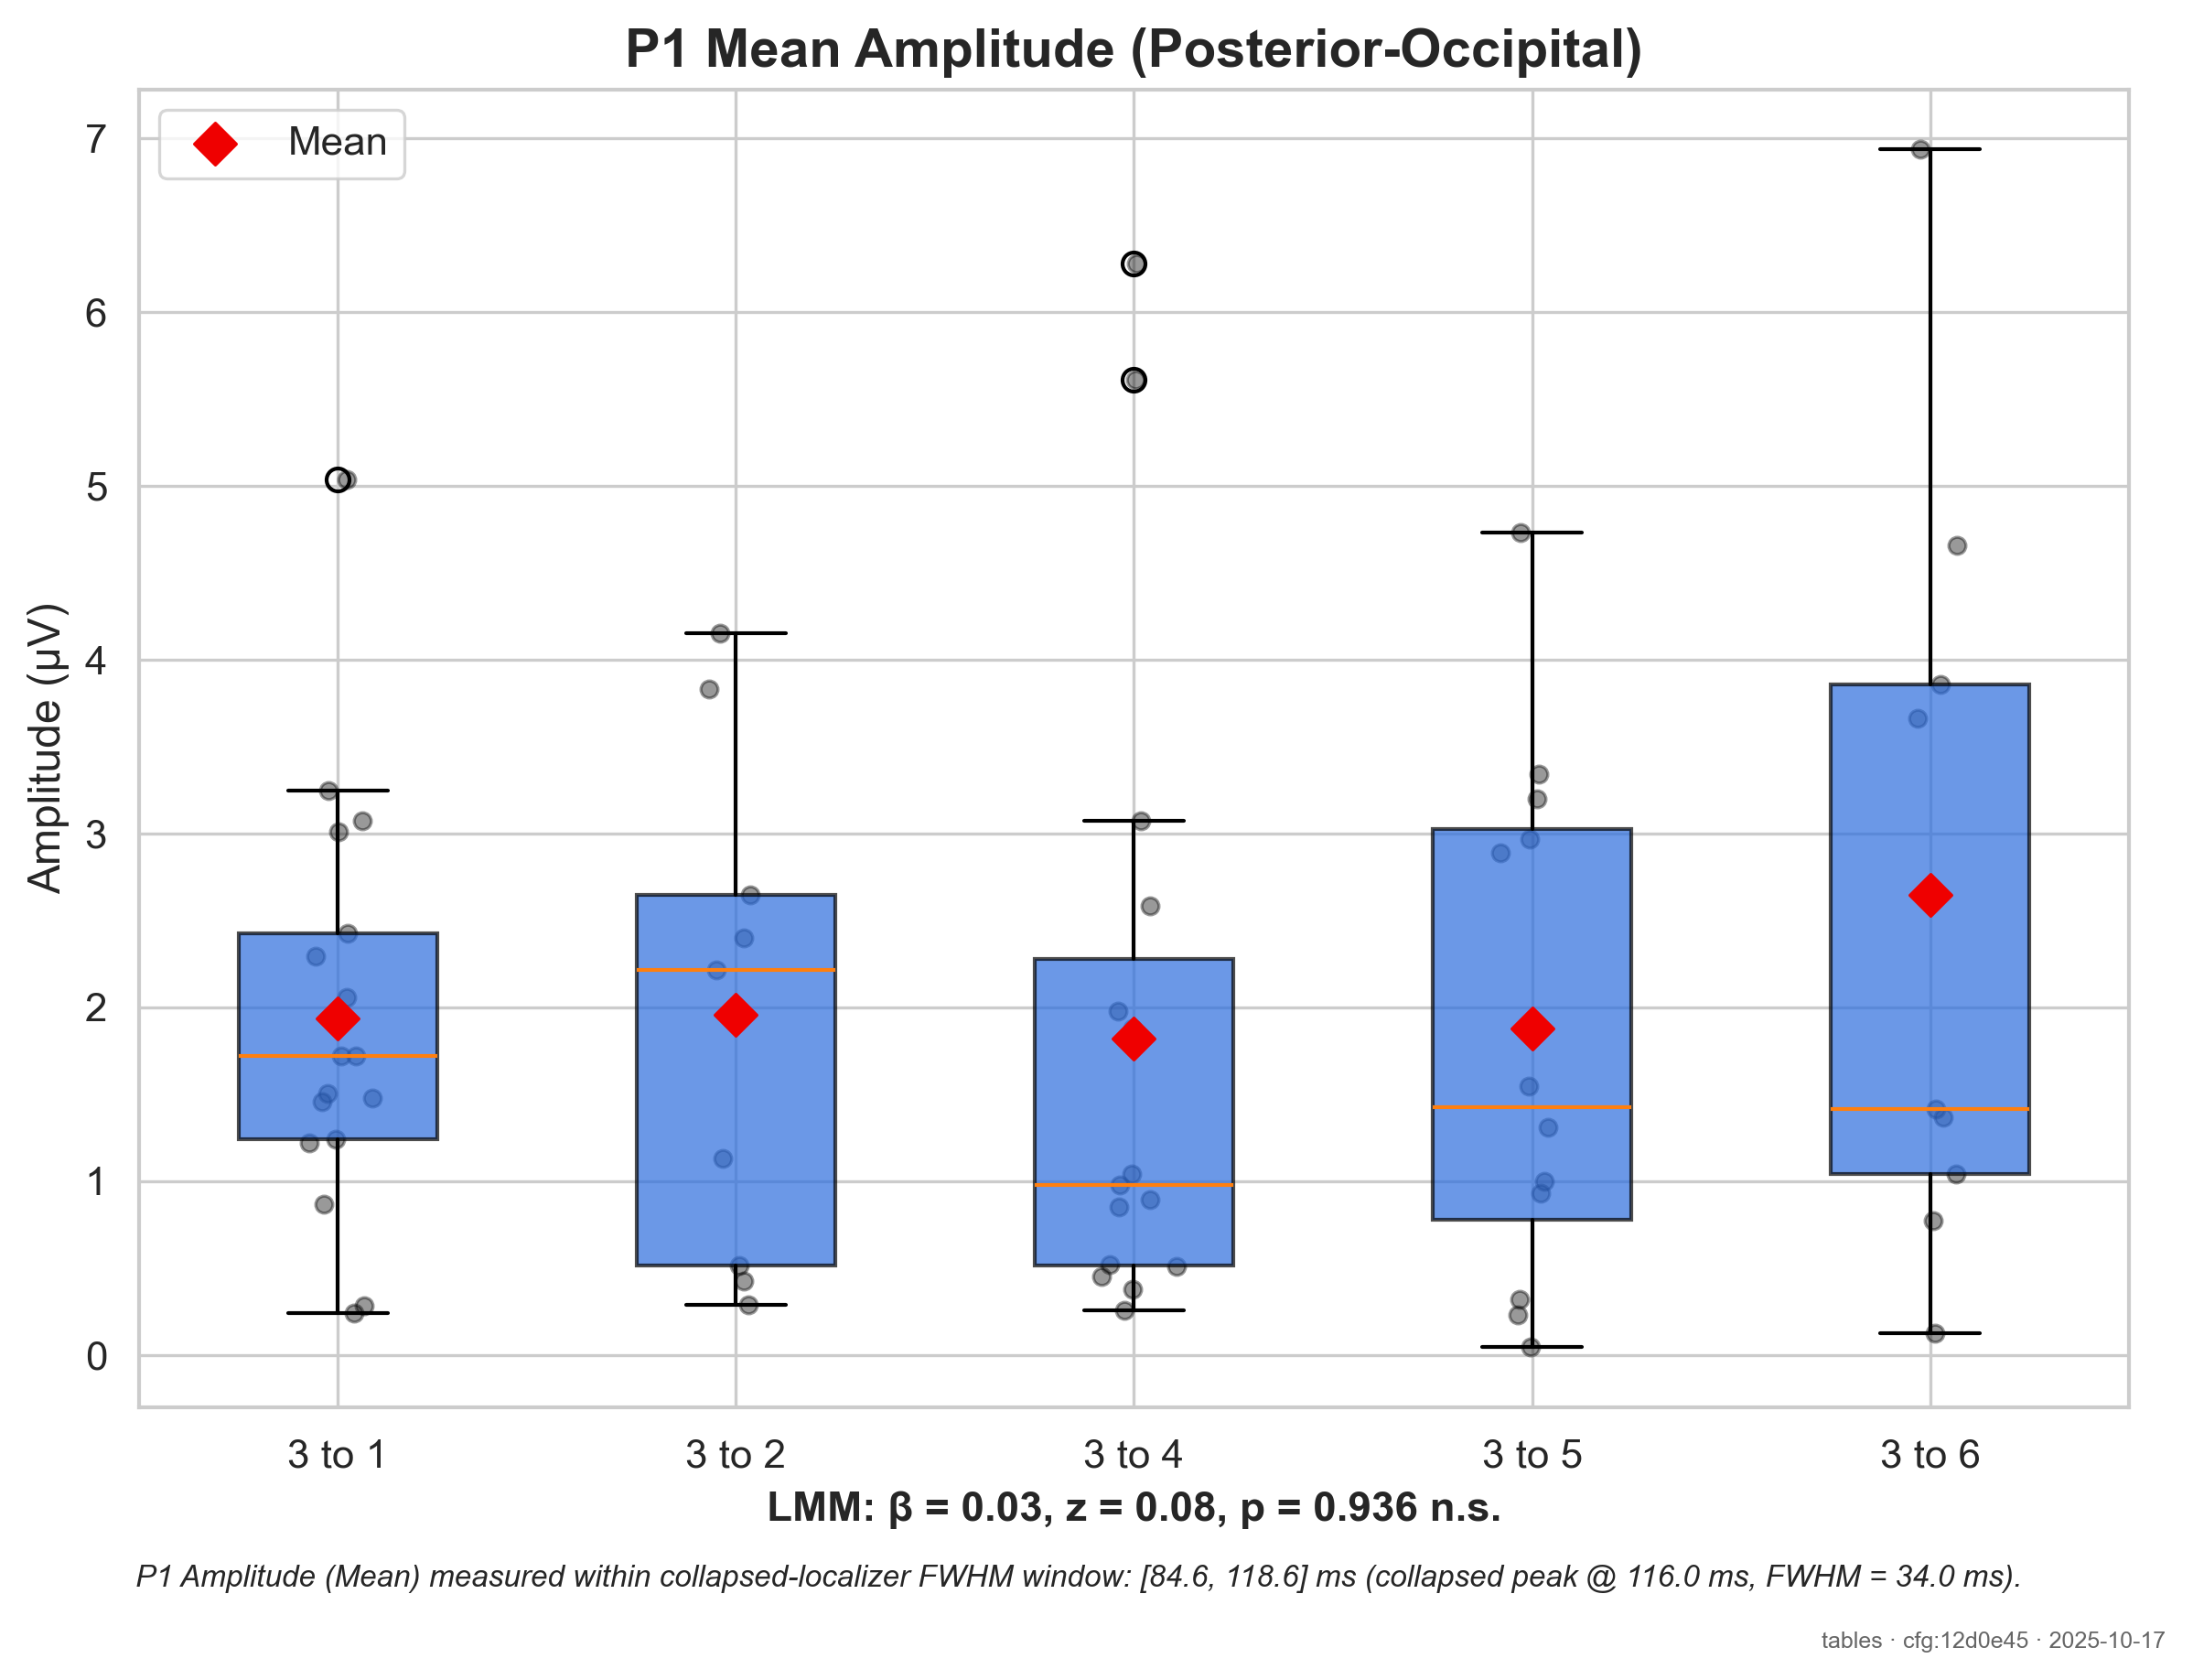 P1 Mean Amplitude (Posterior-Occipital)
Mean
Amplitude (µV)
7
6
5
4
3
2
1
0
3 to 1
3 to 2
3 to 4
3 to 5
3 to 6
LMM: β = 0.03, z = 0.08, p = 0.936 n.s.
P1 Amplitude (Mean) measured within collapsed-localizer FWHM window: [84.6, 118.6] ms (collapsed peak @ 116.0 ms, FWHM = 34.0 ms).
tables · cfg:12d0e45 · 2025-10-17